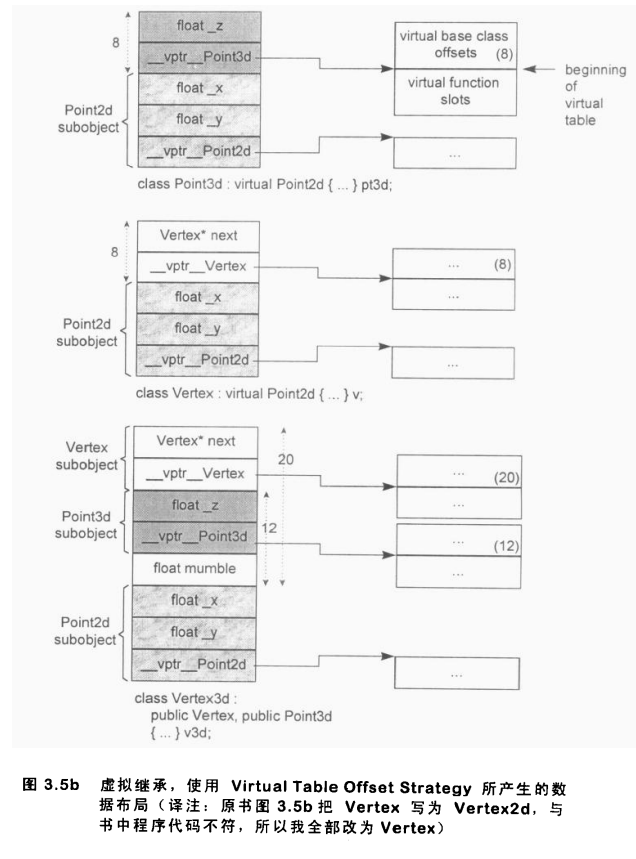 float _z
__vptr__Point3d
float _x
float _y
__vptr__Point2d
8
Point2d
subobject
virtual base class
offsets (8)
virtual function
slots
beginning
of
virtual
table
...
class Point3d : virtual Point2d { ... } pt3d;
Vertex* next
__vptr__Vertex
float _x
float _y
__vptr__Point2d
8
Point2d
subobject
... (8)
...
...
class Vertex : virtual Point2d { ... } v;
Vertex* next
__vptr__Vertex
float _z
__vptr__Point3d
float mumble
float _x
float _y
__vptr__Point2d
Vertex
subobject
Point3d
subobject
Point2d
subobject
20
12
... (20)
...
... (12)
...
...
class Vertex3d :
public Vertex, public Point3d
{ ... } v3d;
图 3.5b 虚拟继承，使用 Virtual Table Offset Strategy 所产生的数
据布局（译注：原书图 3.5b 把 Vertex 写为 Vertex2d，与
书中程序代码不符，所以我全部改为 Vertex）